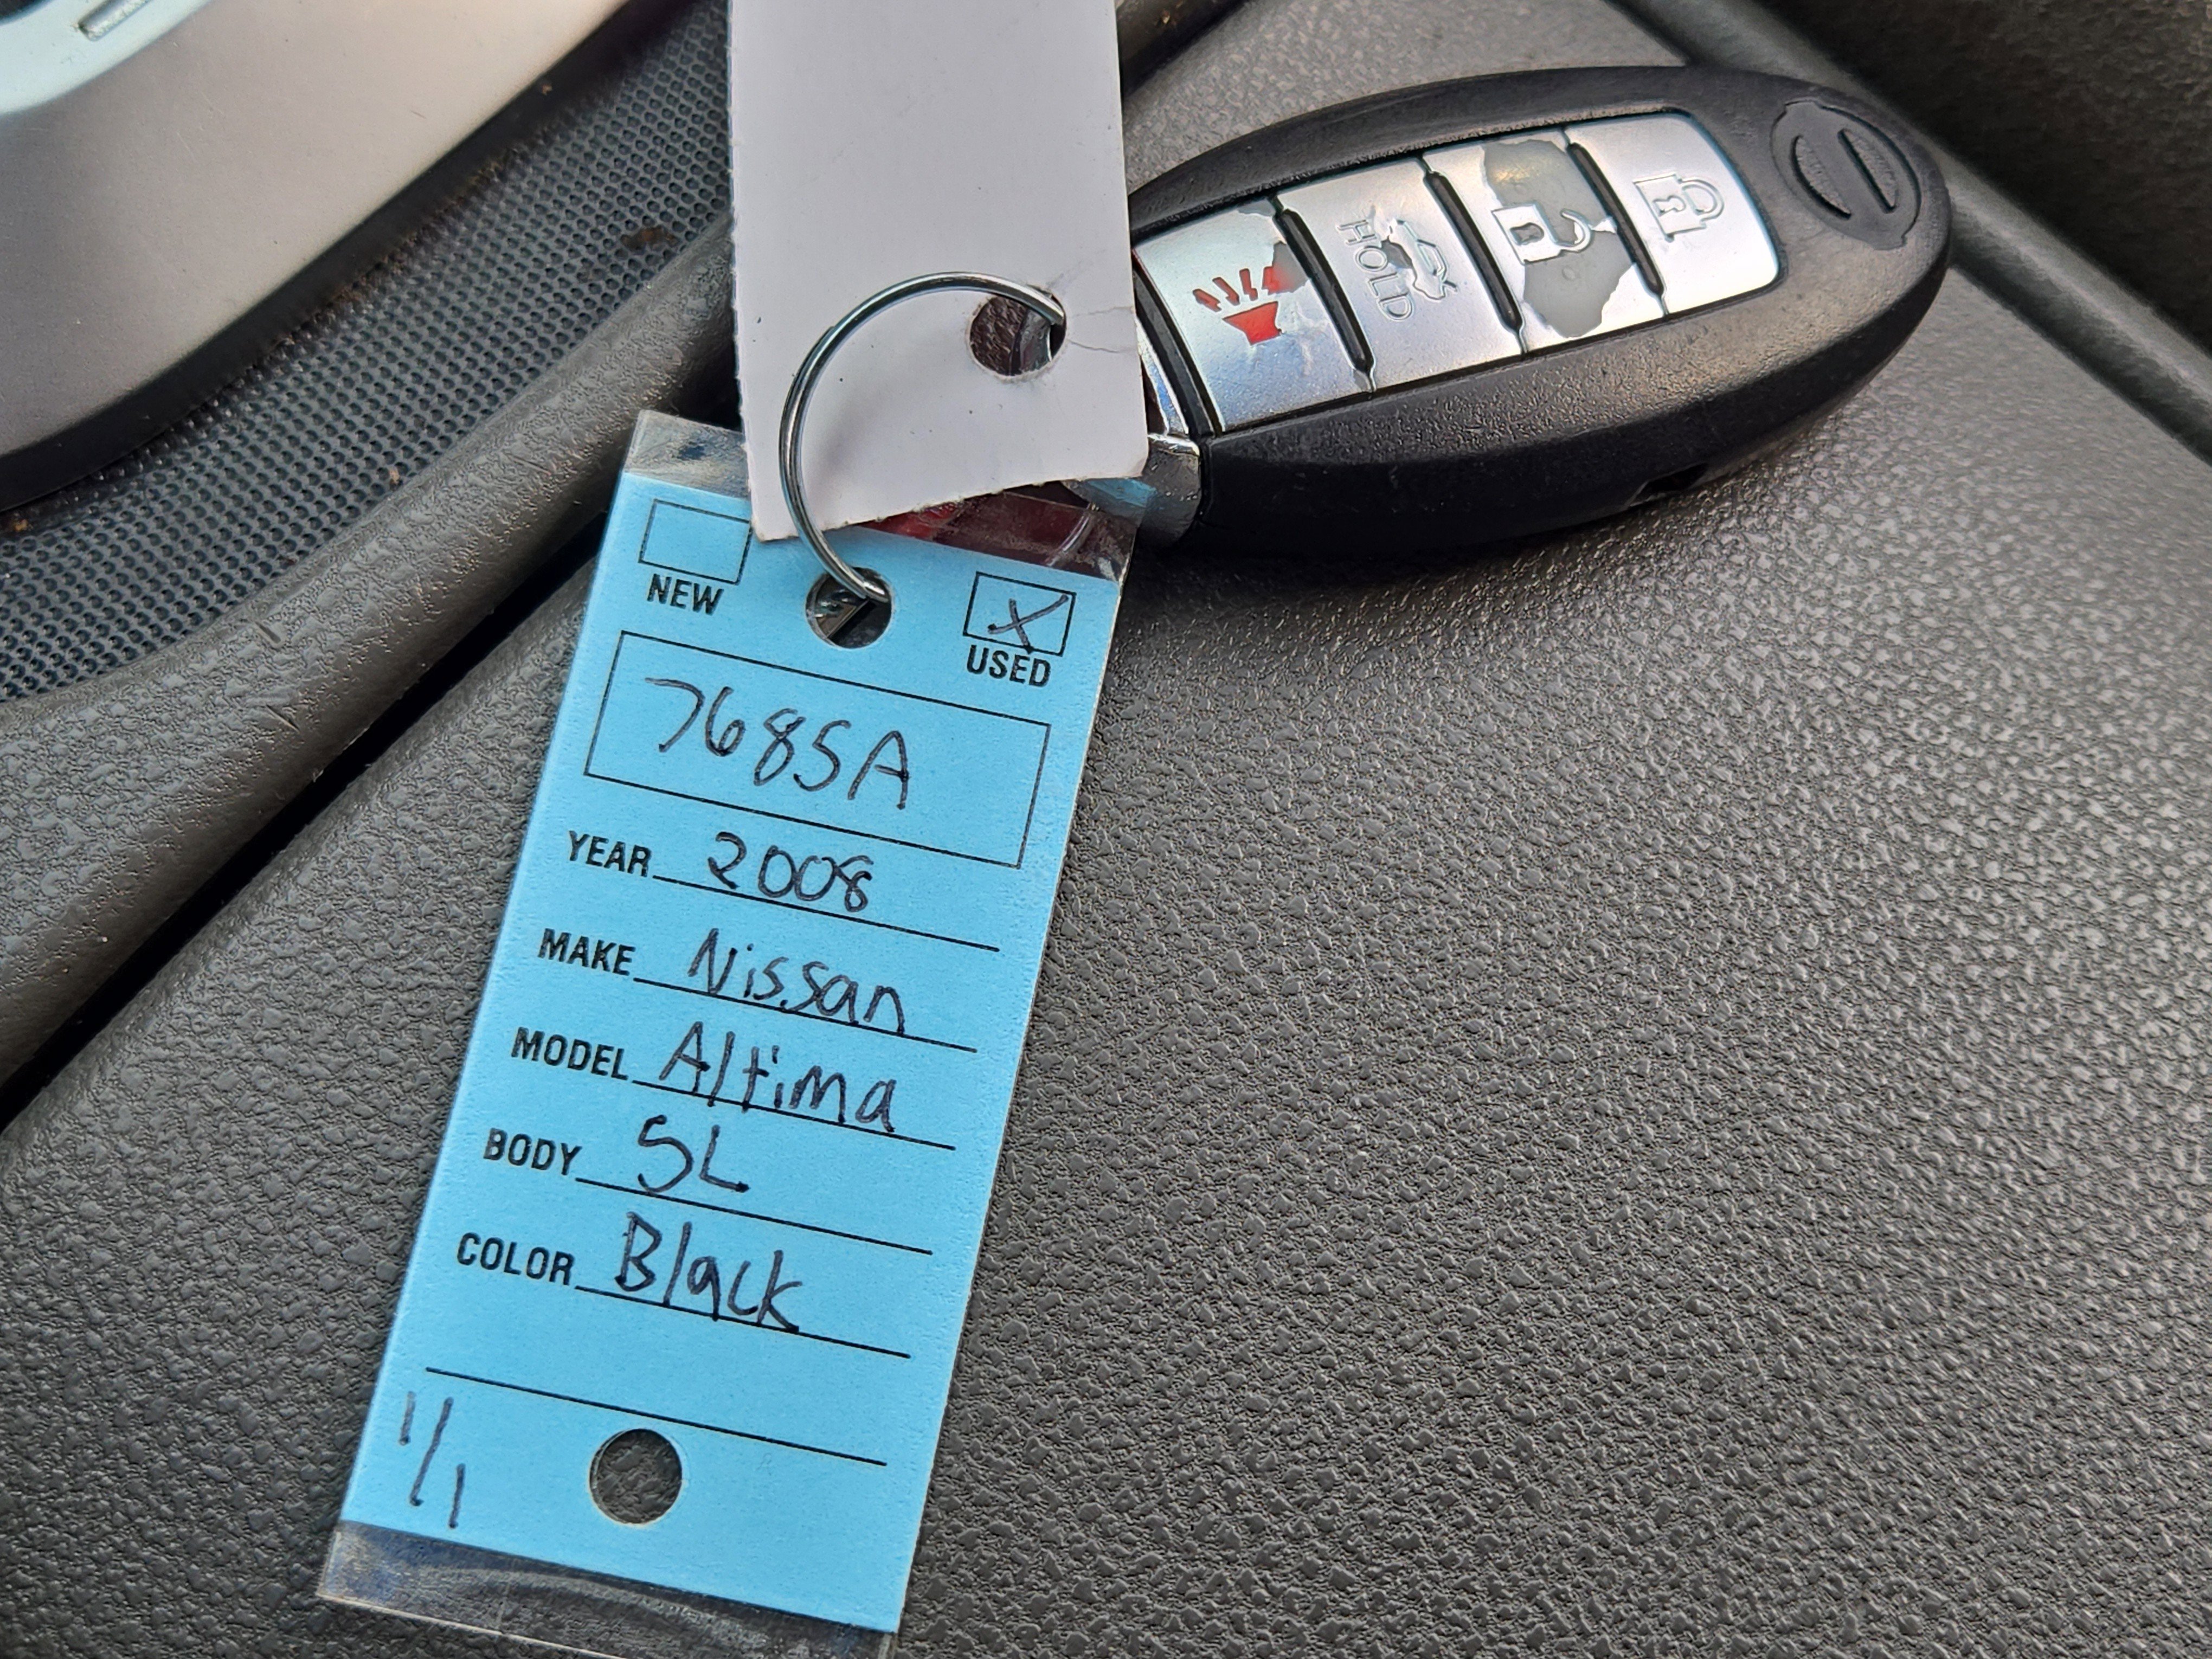 HOLD
NEW
USED
7685A
YEAR 2008
MAKE Nissan
MODEL Altima
BODY SL
COLOR Black
1/1